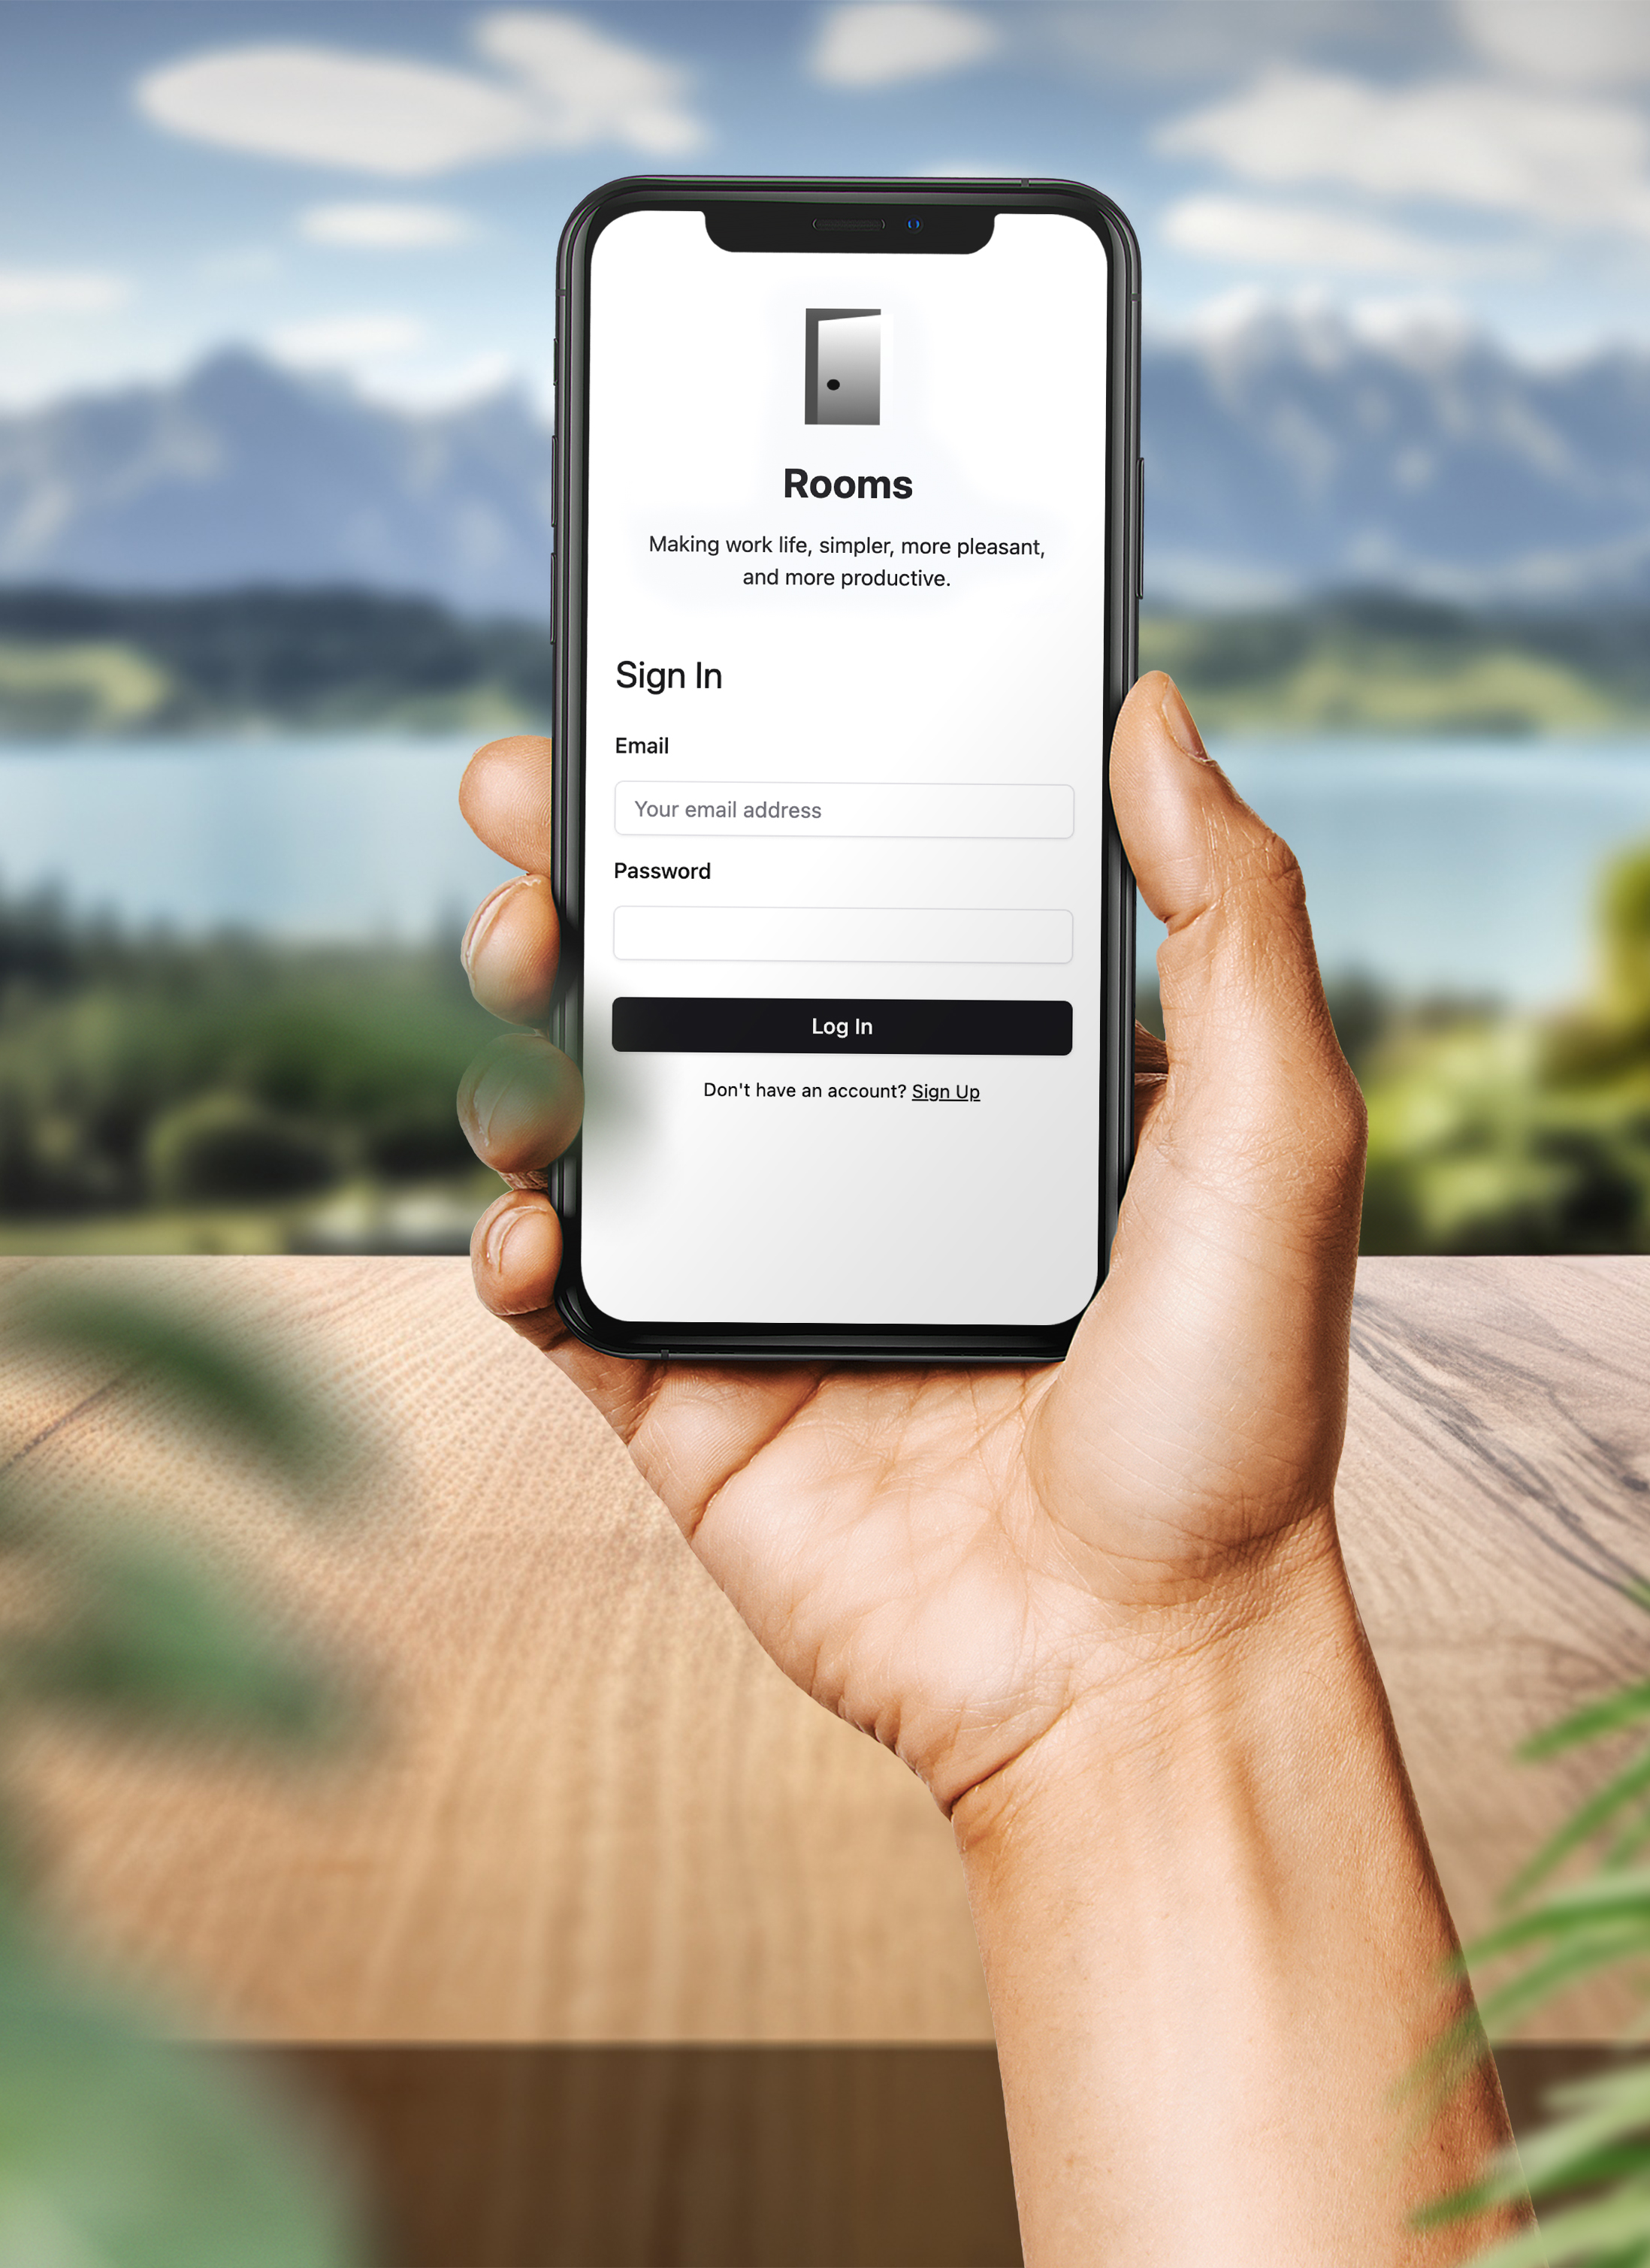 Rooms
Making work life, simpler, more pleasant,
and more productive.
Sign In
Email
Your email address
Password
Log In
Don't have an account? Sign Up